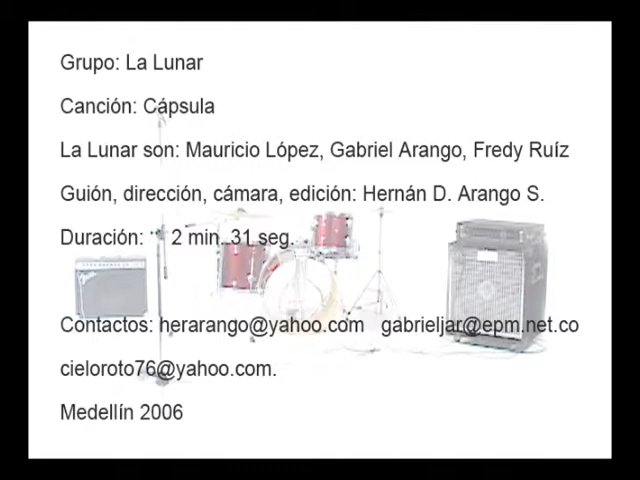 Grupo: La Lunar
Canción: Cápsula
La Lunar son: Mauricio López, Gabriel Arango, Fredy Ruíz
Guión, dirección, cámara, edición: Hernán D. Arango S.
Duración: 2 min. 31 seg.
Contactos: herarango@yahoo.com gabrieljar@epm.net.co
cieloroto76@yahoo.com.
Medellín 2006